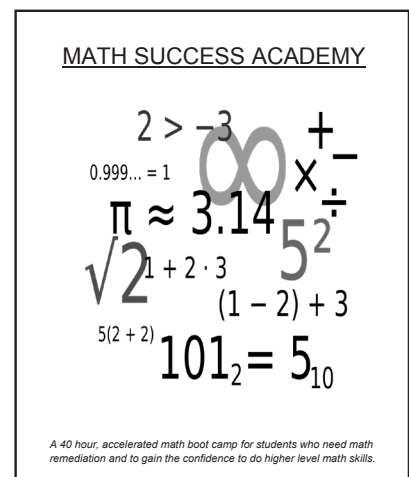 MATH SUCCESS ACADEMY
2 > −3
∞
+
−
×
÷
0.999... = 1
π ≈ 3.14
5²
√2
1 + 2 · 3
(1 − 2) + 3
5(2 + 2)
101₂ = 5₁₀
A 40 hour, accelerated math boot camp for students who need math
remediation and to gain the confidence to do higher level math skills.